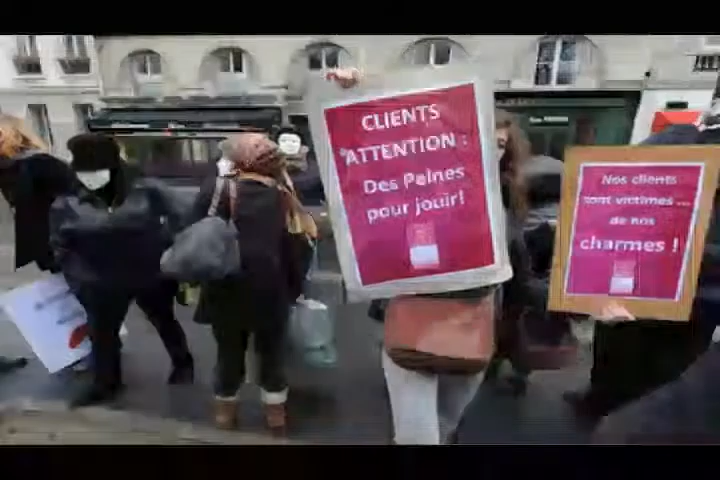 CLIENTS
ATTENTION :
Des Peines
pour jouir!
Nos clients
sont victimes ...
de nos
charmes !